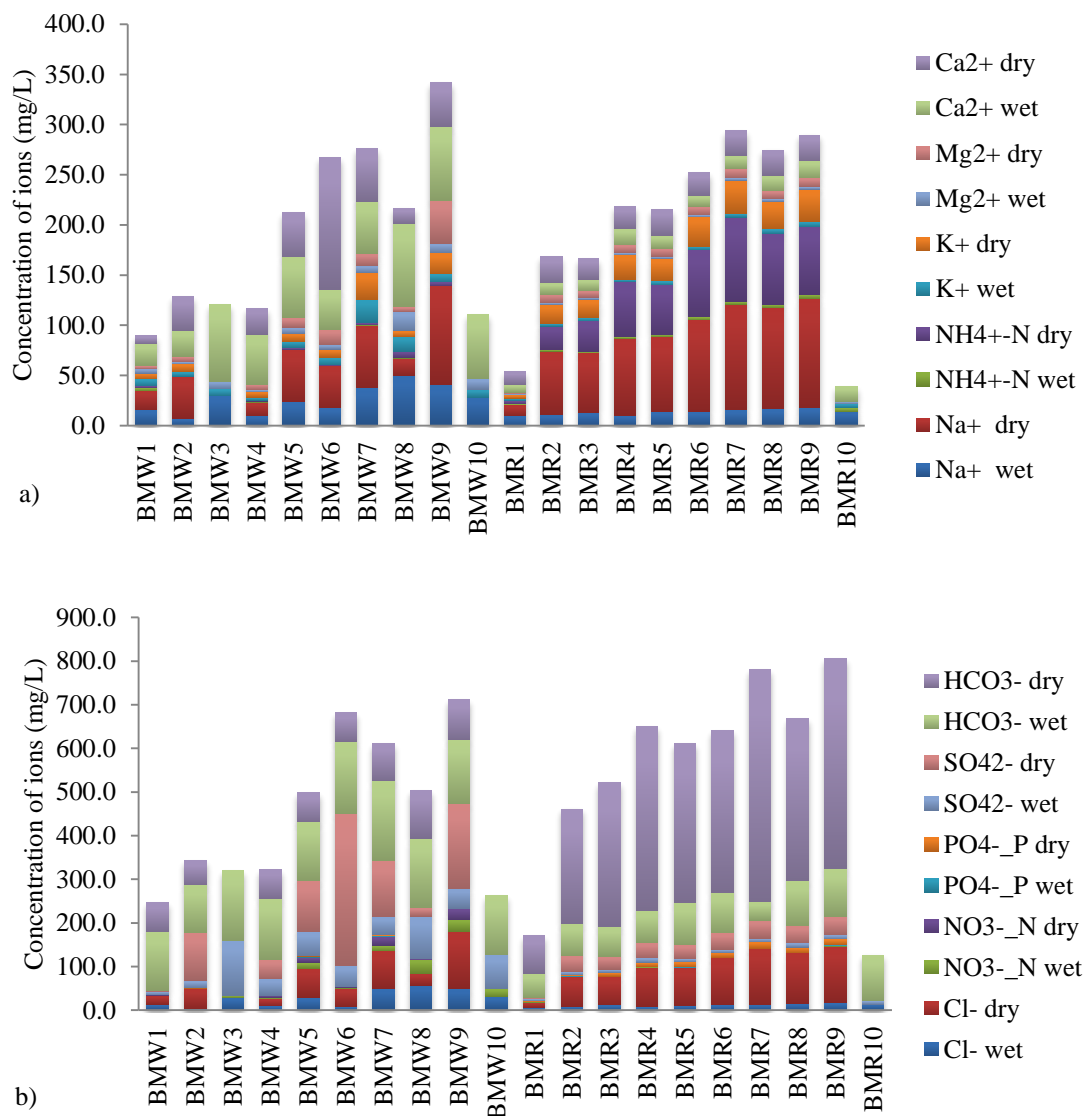 Concentration of ions (mg/L)
400.0
350.0
300.0
250.0
200.0
150.0
100.0
50.0
0.0
BMW1
BMW2
BMW3
BMW4
BMW5
BMW6
BMW7
BMW8
BMW9
BMW10
BMR1
BMR2
BMR3
BMR4
BMR5
BMR6
BMR7
BMR8
BMR9
BMR10
Ca2+ dry
Ca2+ wet
Mg2+ dry
Mg2+ wet
K+ dry
K+ wet
NH4+-N dry
NH4+-N wet
Na+ dry
Na+ wet
a)
Concentration of ions (mg/L)
900.0
800.0
700.0
600.0
500.0
400.0
300.0
200.0
100.0
0.0
BMW1
BMW2
BMW3
BMW4
BMW5
BMW6
BMW7
BMW8
BMW9
BMW10
BMR1
BMR2
BMR3
BMR4
BMR5
BMR6
BMR7
BMR8
BMR9
BMR10
HCO3- dry
HCO3- wet
SO42- dry
SO42- wet
PO4-_P dry
PO4-_P wet
NO3-_N dry
NO3-_N wet
Cl- dry
Cl- wet
b)